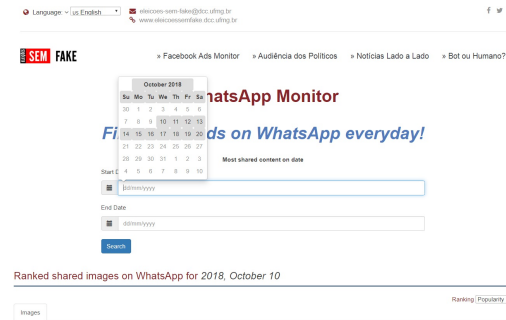 Language: us English eleicoes-sem-fake@dcc.ufmg.br
www.eleicoessemfake.dcc.ufmg.br
SEM FAKE » Facebook Ads Monitor » Audiência dos Políticos » Notícias Lado a Lado » Bot ou Humano?
October 2018
Su Mo Tu We Th Fr Sa
30 1 2 3 4 5 6
7 8 9 10 11 12 13
14 15 16 17 18 19 20
21 22 23 24 25 26 27
28 29 30 31 1 2 3
4 5 6 7 8 9 10
WhatsApp Monitor
on WhatsApp everyday!
Most shared content on date
Start
dd/mm/yyyy
End Date
dd/mm/yyyy
Search
Ranked shared images on WhatsApp for 2018, October 10
Ranking Popularity
Images